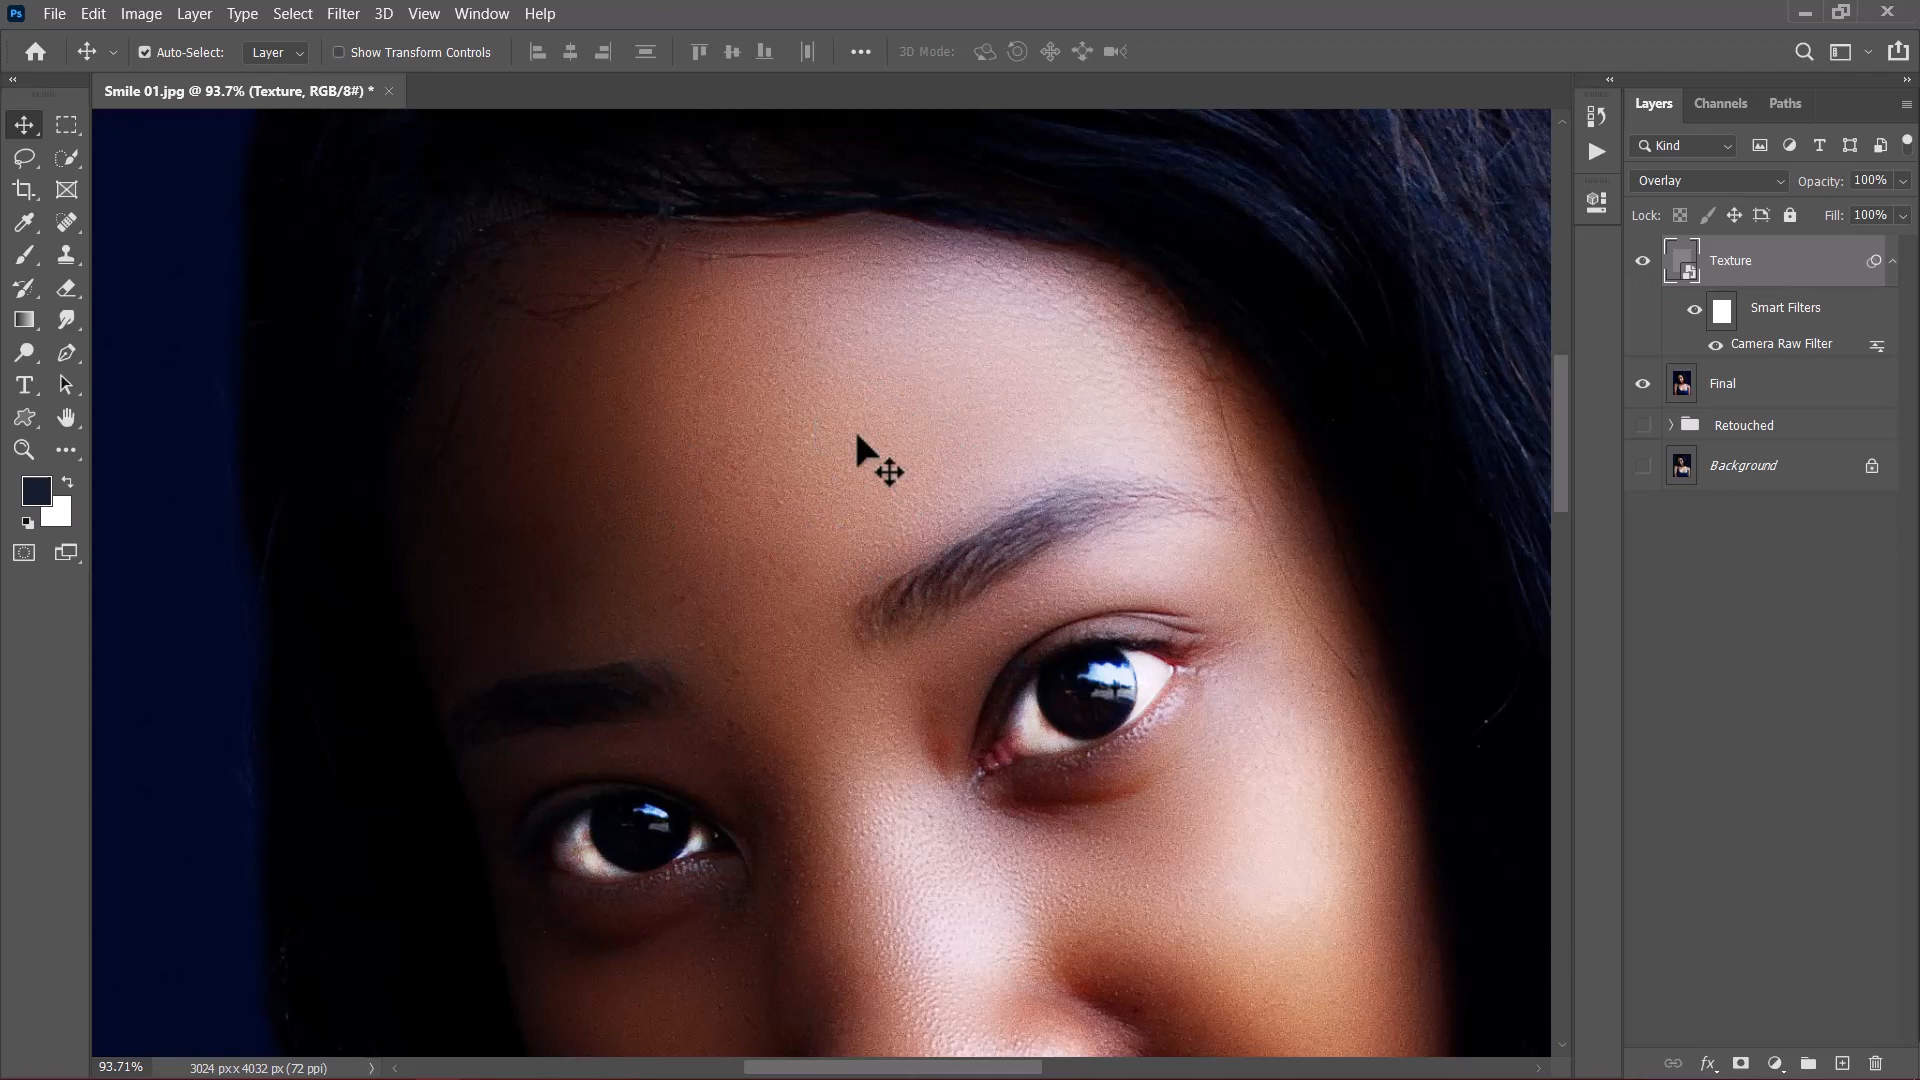 Ps File Edit Image Layer Type Select Filter 3D View Window Help
Auto-Select: Layer Show Transform Controls 3D Mode:
Smile 01.jpg @ 93.7% (Texture, RGB/8#) *
Layers Channels Paths
Kind
Overlay Opacity: 100%
Lock: Fill: 100%
Texture
Smart Filters
Camera Raw Filter
Final
Retouched
Background
93.71% 3024 px x 4032 px (72 ppi)